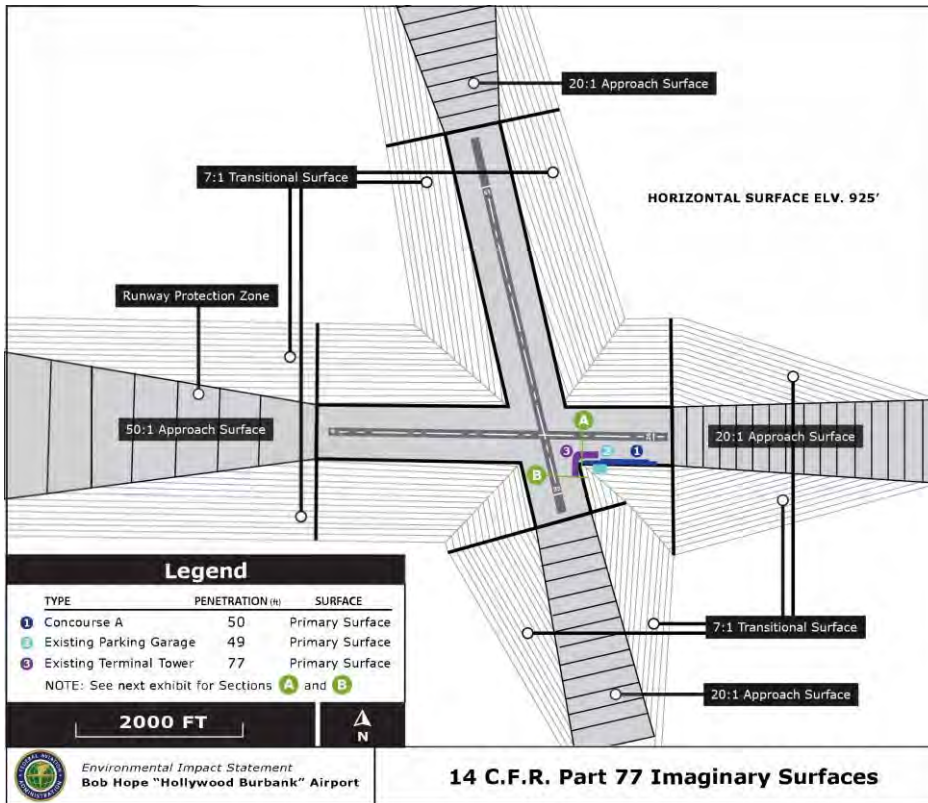 20:1 Approach Surface
7:1 Transitional Surface
HORIZONTAL SURFACE ELV. 925'
Runway Protection Zone
50:1 Approach Surface
20:1 Approach Surface
A
3
2
1
B
Legend
TYPE PENETRATION (ft) SURFACE
1 Concourse A 50 Primary Surface
2 Existing Parking Garage 49 Primary Surface
3 Existing Terminal Tower 77 Primary Surface
NOTE: See next exhibit for Sections A and B
7:1 Transitional Surface
20:1 Approach Surface
2000 FT
N
FEDERAL AVIATION
ADMINISTRATION
Environmental Impact Statement
Bob Hope "Hollywood Burbank" Airport
14 C.F.R. Part 77 Imaginary Surfaces